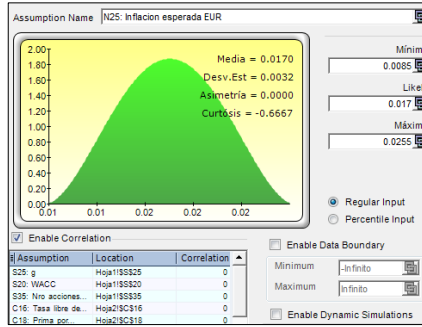 Assumption Name N25: Inflacion esperada EUR
2.00
1.80
1.60
1.40
1.20
1.00
0.80
0.60
0.40
0.20
0.00
0.01 0.01 0.02 0.02 0.02
Media = 0.0170
Desv.Est = 0.0032
Asimetría = 0.0000
Curtósis = -0.6667
Mínim
0.0085
Likel
0.017
Máxim
0.0255
Regular Input
Percentile Input
Enable Correlation
Assumption Location Correlation
S25: g Hoja1!$S$25 0
S20: WACC Hoja1!$S$20 0
S35: Nro acciones... Hoja1!$S$35 0
C16: Tasa libre de... Hoja2!$C$16 0
C18: Prima por... Hoja2!$C$18 0
Enable Data Boundary
Minimum -Infinito
Maximum Infinito
Enable Dynamic Simulations